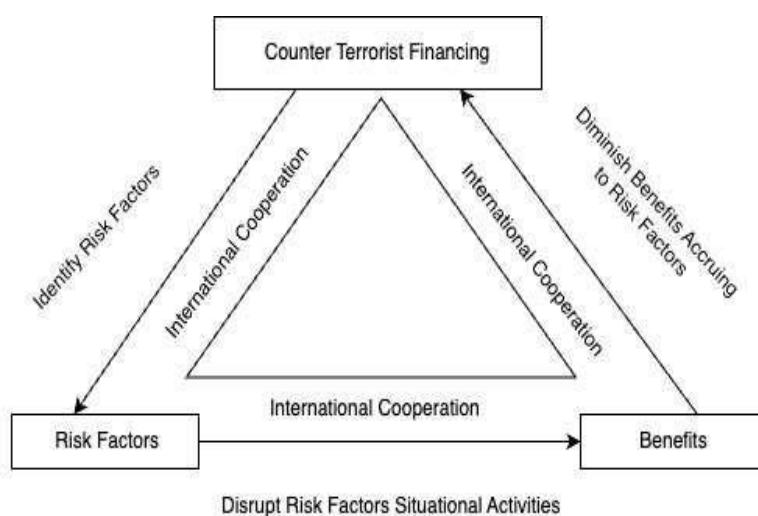 Counter Terrorist Financing
Identify Risk Factors
International Cooperation
International Cooperation
Diminish Benefits Accruing
to Risk Factors
International Cooperation
Risk Factors
Benefits
Disrupt Risk Factors Situational Activities